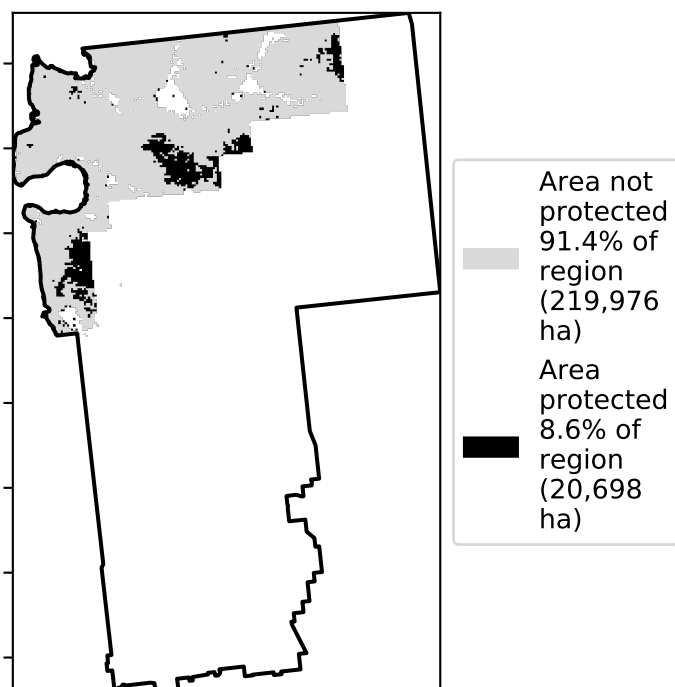 Area not
protected
91.4% of
region
(219,976
ha)
Area
protected
8.6% of
region
(20,698
ha)